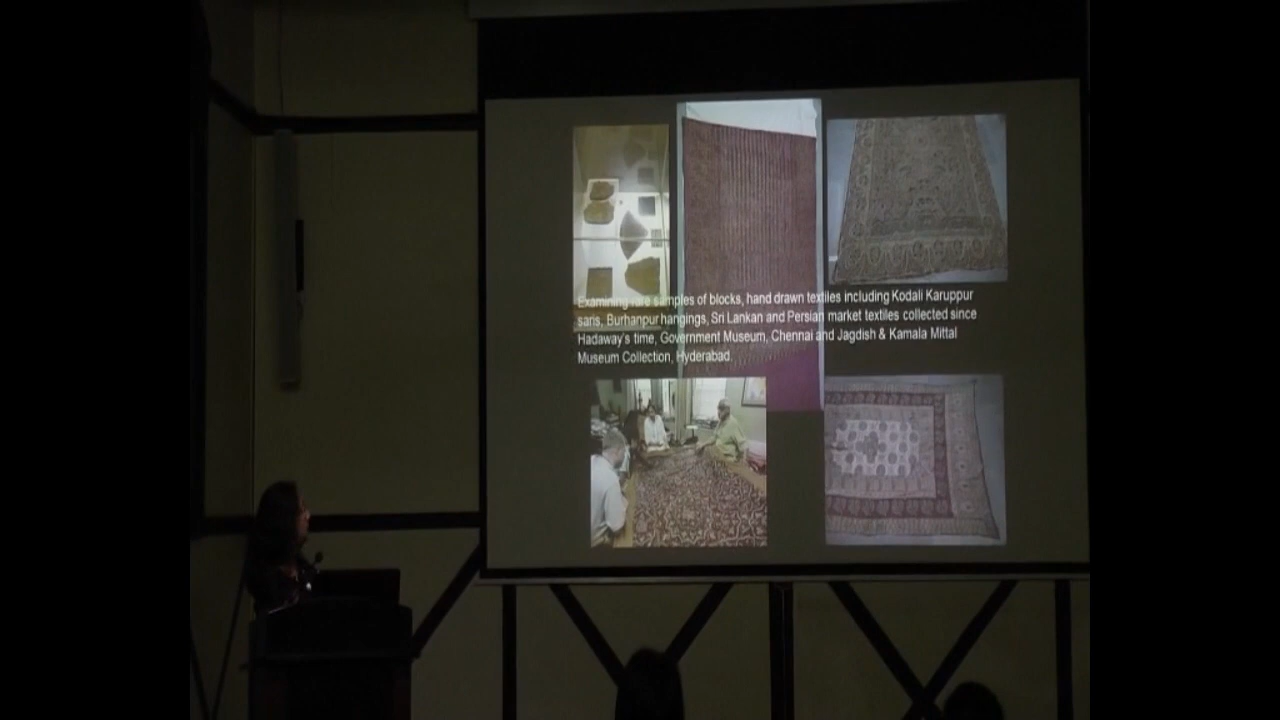 Examining rare samples of blocks, hand drawn textiles including Kodali Karuppur
saris, Burhanpur hangings, Sri Lankan and Persian market textiles collected since
Hadaway's time, Government Museum, Chennai and Jagdish & Kamala Mittal
Museum Collection, Hyderabad.